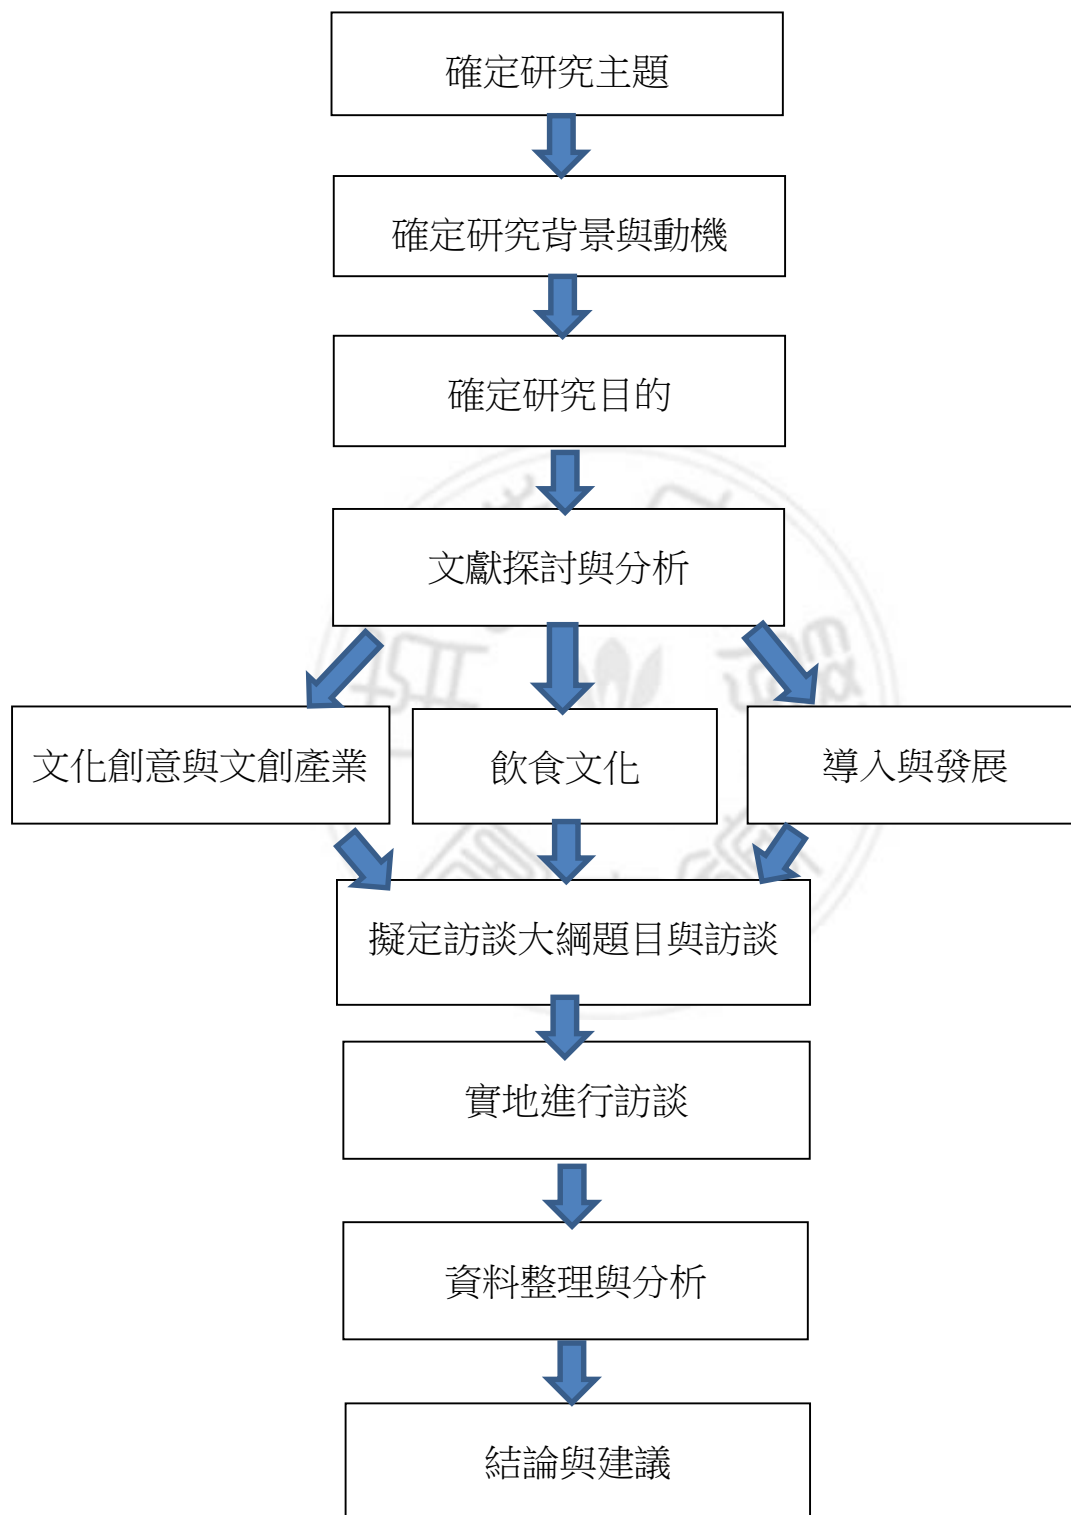 確定研究主題
確定研究背景與動機
確定研究目的
文獻探討與分析
文化創意與文創產業
飲食文化
導入與發展
擬定訪談大綱題目與訪談
實地進行訪談
資料整理與分析
結論與建議